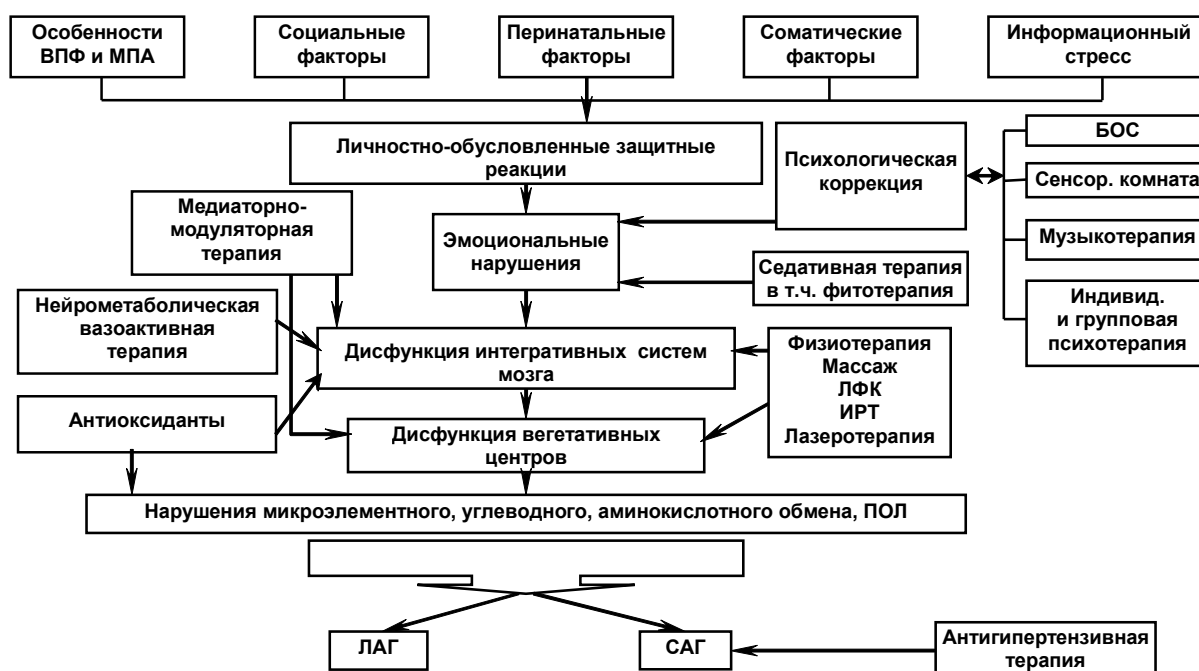 Особенности
ВПФ и МПА
Социальные
факторы
Перинатальные
факторы
Соматические
факторы
Информационный
стресс
Личностно-обусловленные защитные
реакции
Психологическая
коррекция
БОС
Сенсор. комната
Музыкотерапия
Индивид.
и групповая
психотерапия
Медиаторно-
модуляторная
терапия
Эмоциональные
нарушения
Седативная терапия
в т.ч. фитотерапия
Нейрометаболическая
вазоактивная
терапия
Дисфункция интегративных систем
мозга
Физиотерапия
Массаж
ЛФК
ИРТ
Лазеротерапия
Антиоксиданты
Дисфункция вегетативных
центров
Нарушения микроэлементного, углеводного, аминокислотного обмена, ПОЛ
ЛАГ
САГ
Антигипертензивная
терапия